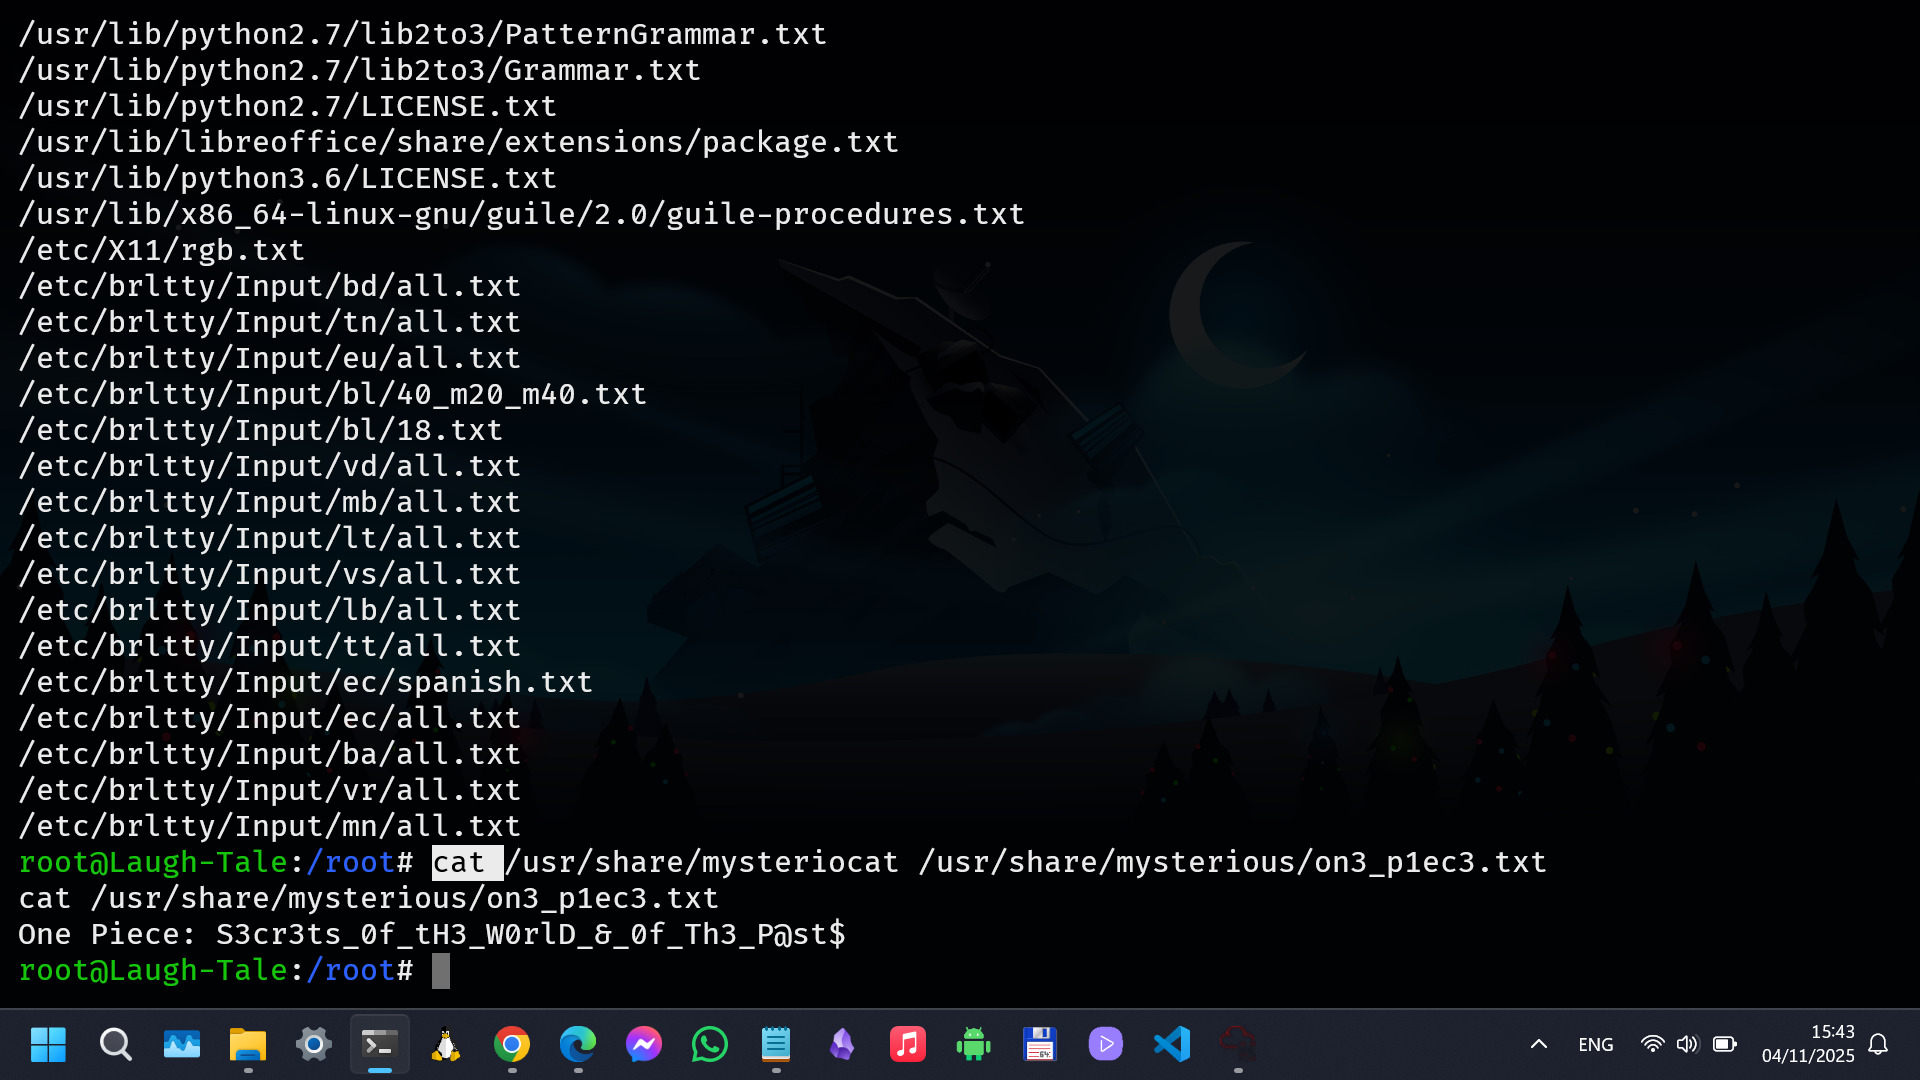 /usr/lib/python2.7/lib2to3/PatternGrammar.txt
/usr/lib/python2.7/lib2to3/Grammar.txt
/usr/lib/python2.7/LICENSE.txt
/usr/lib/libreoffice/share/extensions/package.txt
/usr/lib/python3.6/LICENSE.txt
/usr/lib/x86_64-linux-gnu/guile/2.0/guile-procedures.txt
/etc/X11/rgb.txt
/etc/brltty/Input/bd/all.txt
/etc/brltty/Input/tn/all.txt
/etc/brltty/Input/eu/all.txt
/etc/brltty/Input/bl/40_m20_m40.txt
/etc/brltty/Input/bl/18.txt
/etc/brltty/Input/vd/all.txt
/etc/brltty/Input/mb/all.txt
/etc/brltty/Input/lt/all.txt
/etc/brltty/Input/vs/all.txt
/etc/brltty/Input/lb/all.txt
/etc/brltty/Input/tt/all.txt
/etc/brltty/Input/ec/spanish.txt
/etc/brltty/Input/ec/all.txt
/etc/brltty/Input/ba/all.txt
/etc/brltty/Input/vr/all.txt
/etc/brltty/Input/mn/all.txt
root@Laugh-Tale:/root# cat /usr/share/mysteriocat /usr/share/mysterious/on3_p1ec3.txt
cat /usr/share/mysterious/on3_p1ec3.txt
One Piece: S3cr3ts_0f_tH3_W0rlD_&_0f_Th3_P@st$
root@Laugh-Tale:/root#
64
ENG
15:43
04/11/2025